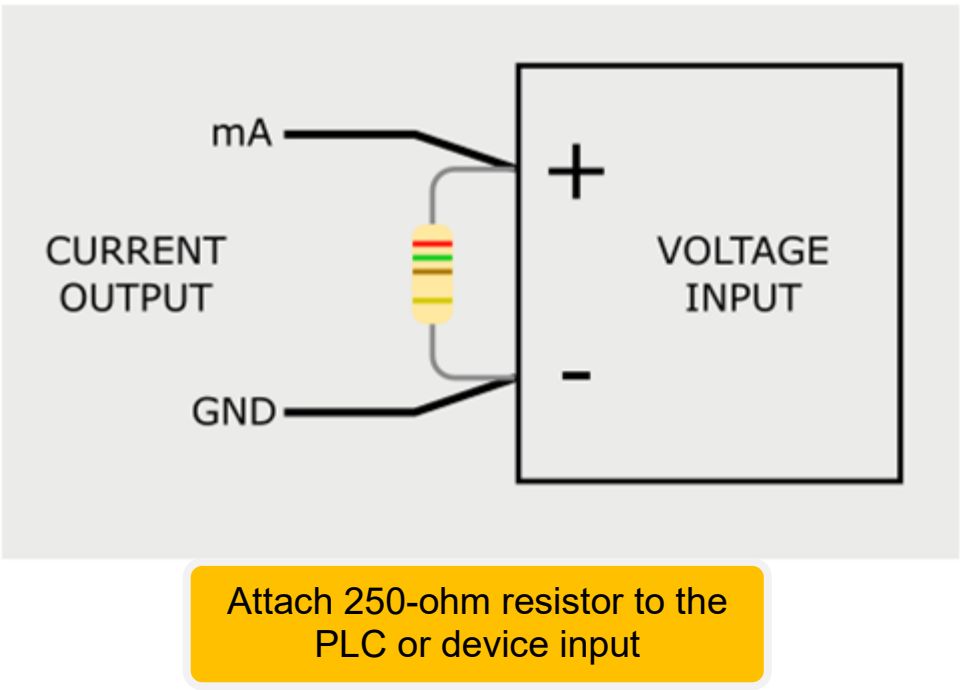 mA
+
CURRENT
OUTPUT
VOLTAGE
INPUT
-
GND
Attach 250-ohm resistor to the
PLC or device input